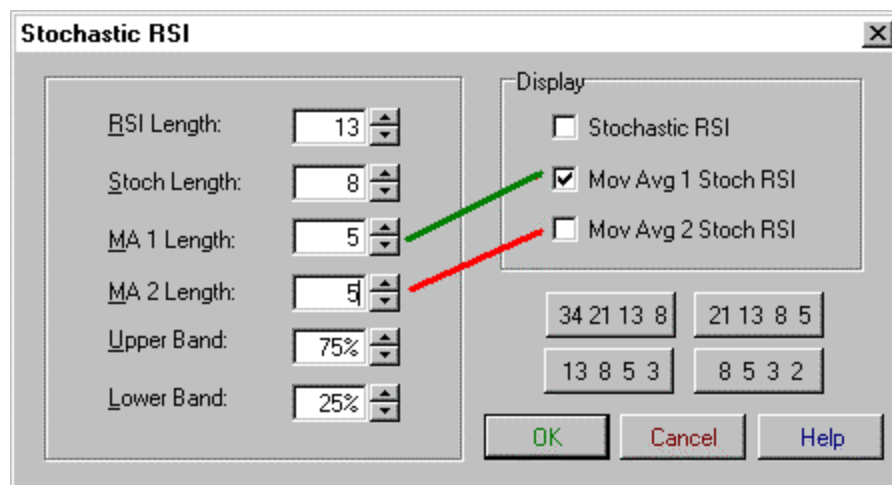 Stochastic RSI
RSI Length: 13
Stoch Length: 8
MA 1 Length: 5
MA 2 Length: 5
Upper Band: 75%
Lower Band: 25%
Display
Stochastic RSI
Mov Avg 1 Stoch RSI
Mov Avg 2 Stoch RSI
34 21 13 8
21 13 8 5
13 8 5 3
8 5 3 2
OK
Cancel
Help